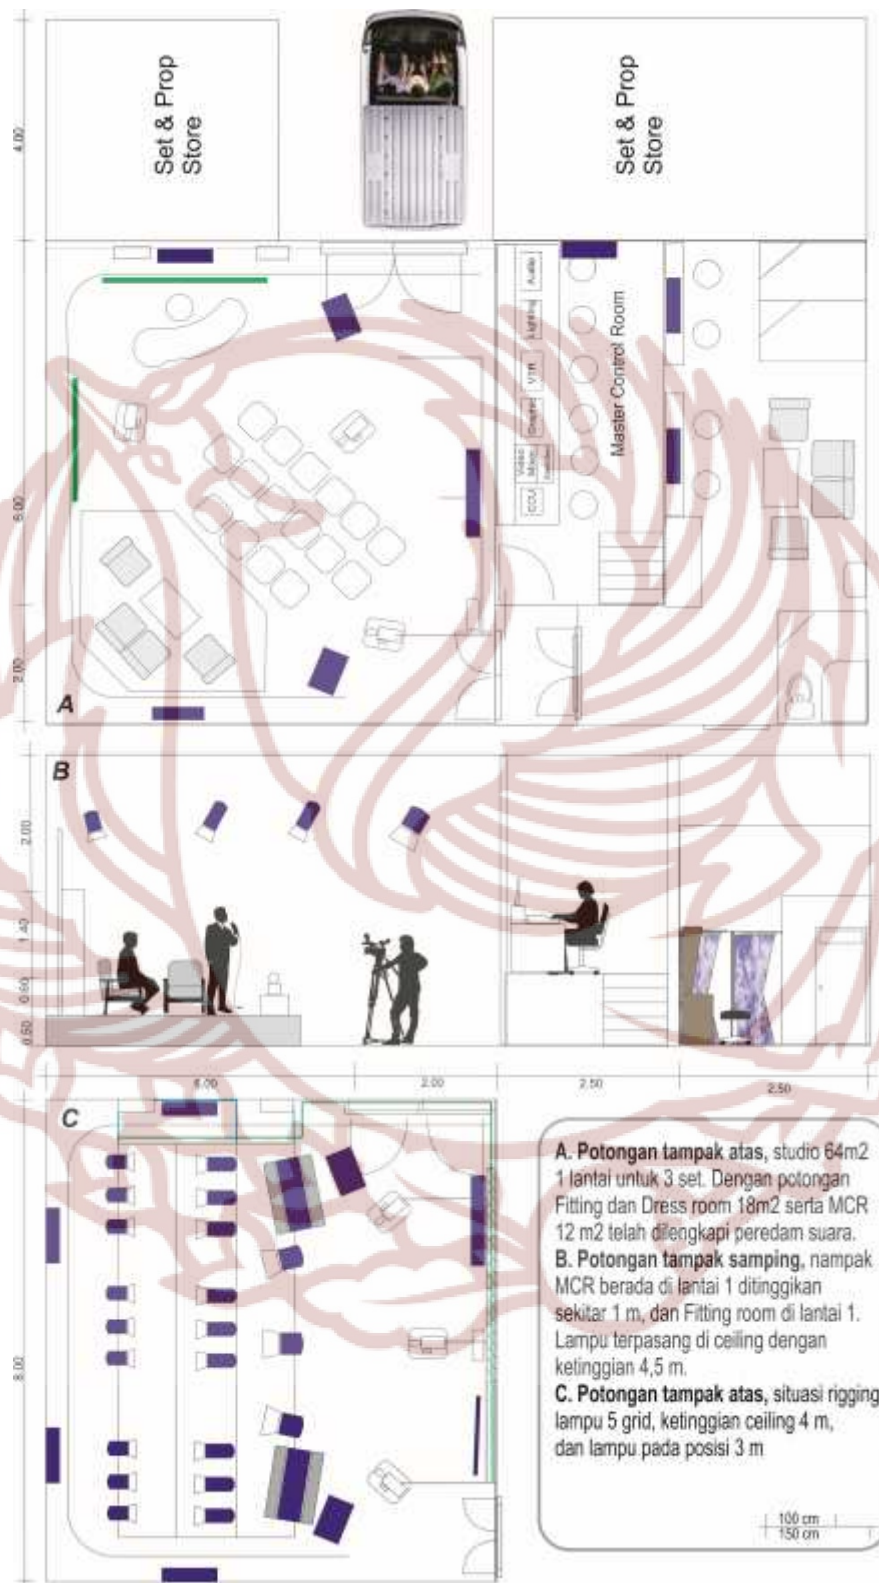 Set & Prop
Store
Set & Prop
Store
4.00
6.00
2.00
Audio
Lighting
VTR
Graphic
Video
Mixer
CCU
Master Control Room
A
B
2.00
1.40
0.60
0.50
6.00
2.00
2.50
2.50
C
8.00
A. Potongan tampak atas, studio 64m2
1 lantai untuk 3 set. Dengan potongan
Fitting dan Dress room 18m2 serta MCR
12 m2 telah dilengkapi peredam suara.
B. Potongan tampak samping, nampak
MCR berada di lantai 1 ditinggikan
sekitar 1 m, dan Fitting room di lantai 1.
Lampu terpasang di ceiling dengan
ketinggian 4,5 m.
C. Potongan tampak atas, situasi rigging
lampu 5 grid, ketinggian ceiling 4 m,
dan lampu pada posisi 3 m
100 cm
150 cm